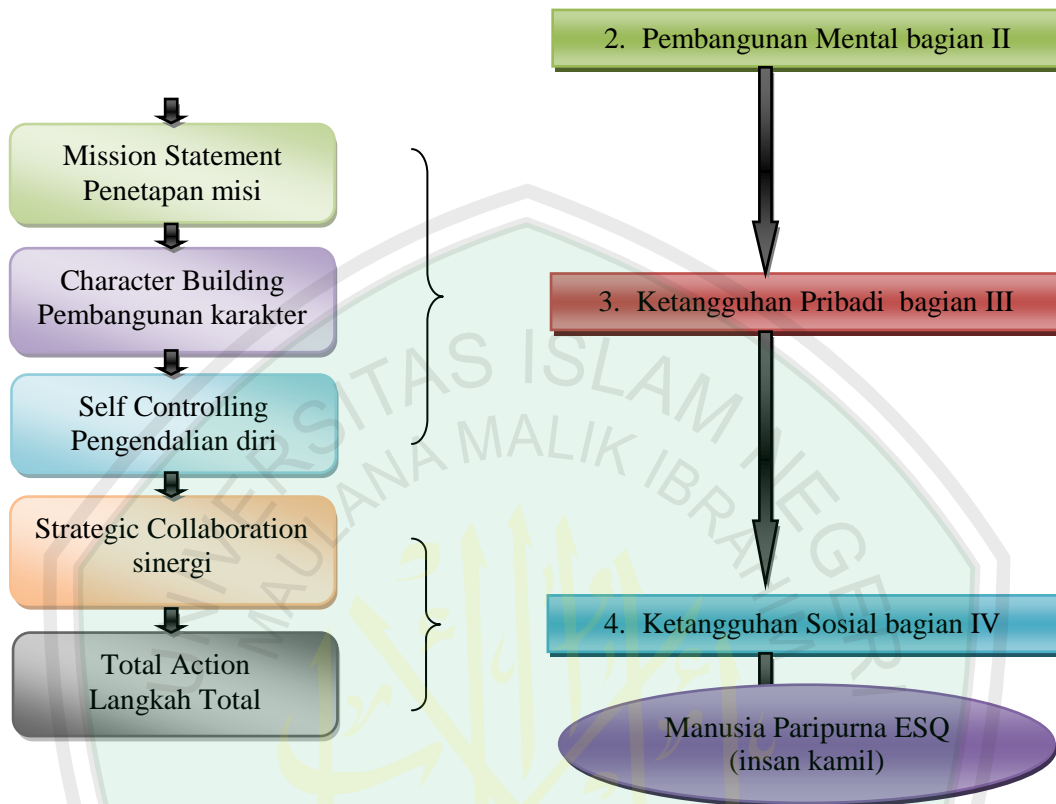 2. Pembangunan Mental bagian II
Mission Statement
Penetapan misi
Character Building
Pembangunan karakter
3. Ketangguhan Pribadi bagian III
Self Controlling
Pengendalian diri
Strategic Collaboration
sinergi
4. Ketangguhan Sosial bagian IV
Total Action
Langkah Total
Manusia Paripurna ESQ
(insan kamil)
UNIVERSITAS ISLAM NEGERI
MAULANA MALIK IBRAHIM